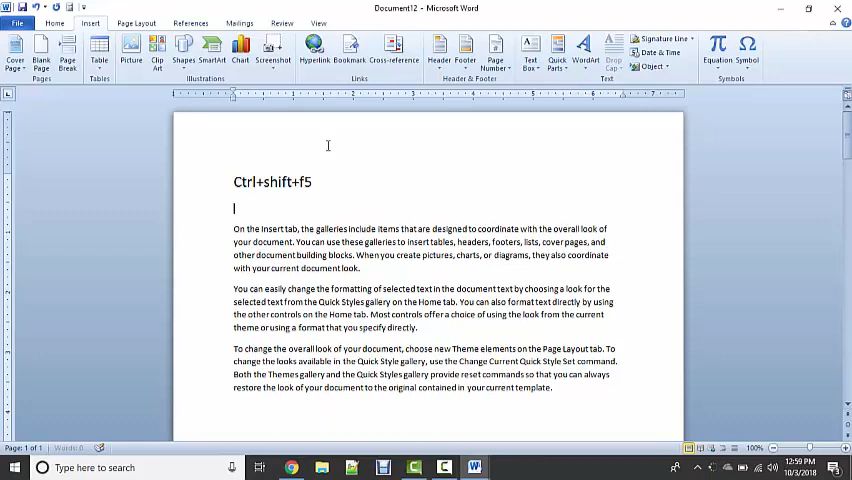 Document12 - Microsoft Word
File Home Insert Page Layout References Mailings Review View
Cover Page Blank Page Page Break Table Picture Clip Art Shapes SmartArt Chart Screenshot Hyperlink Bookmark Cross-reference Header Footer Page Number Text Box Quick Parts WordArt Drop Cap Signature Line Date & Time Object Equation Symbol
Pages Tables Illustrations Links Header & Footer Text Symbols
1 1 2 3 4 5 6 7
Ctrl+shift+f5
On the Insert tab, the galleries include items that are designed to coordinate with the overall look of
your document. You can use these galleries to insert tables, headers, footers, lists, cover pages, and
other document building blocks. When you create pictures, charts, or diagrams, they also coordinate
with your current document look.
You can easily change the formatting of selected text in the document text by choosing a look for the
selected text from the Quick Styles gallery on the Home tab. You can also format text directly by using
the other controls on the Home tab. Most controls offer a choice of using the look from the current
theme or using a format that you specify directly.
To change the overall look of your document, choose new Theme elements on the Page Layout tab. To
change the looks available in the Quick Style gallery, use the Change Current Quick Style Set command.
Both the Themes gallery and the Quick Styles gallery provide reset commands so that you can always
restore the look of your document to the original contained in your current template.
Page: 1 of 1 Words: 0 100%
Type here to search
12:59 PM
10/3/2018